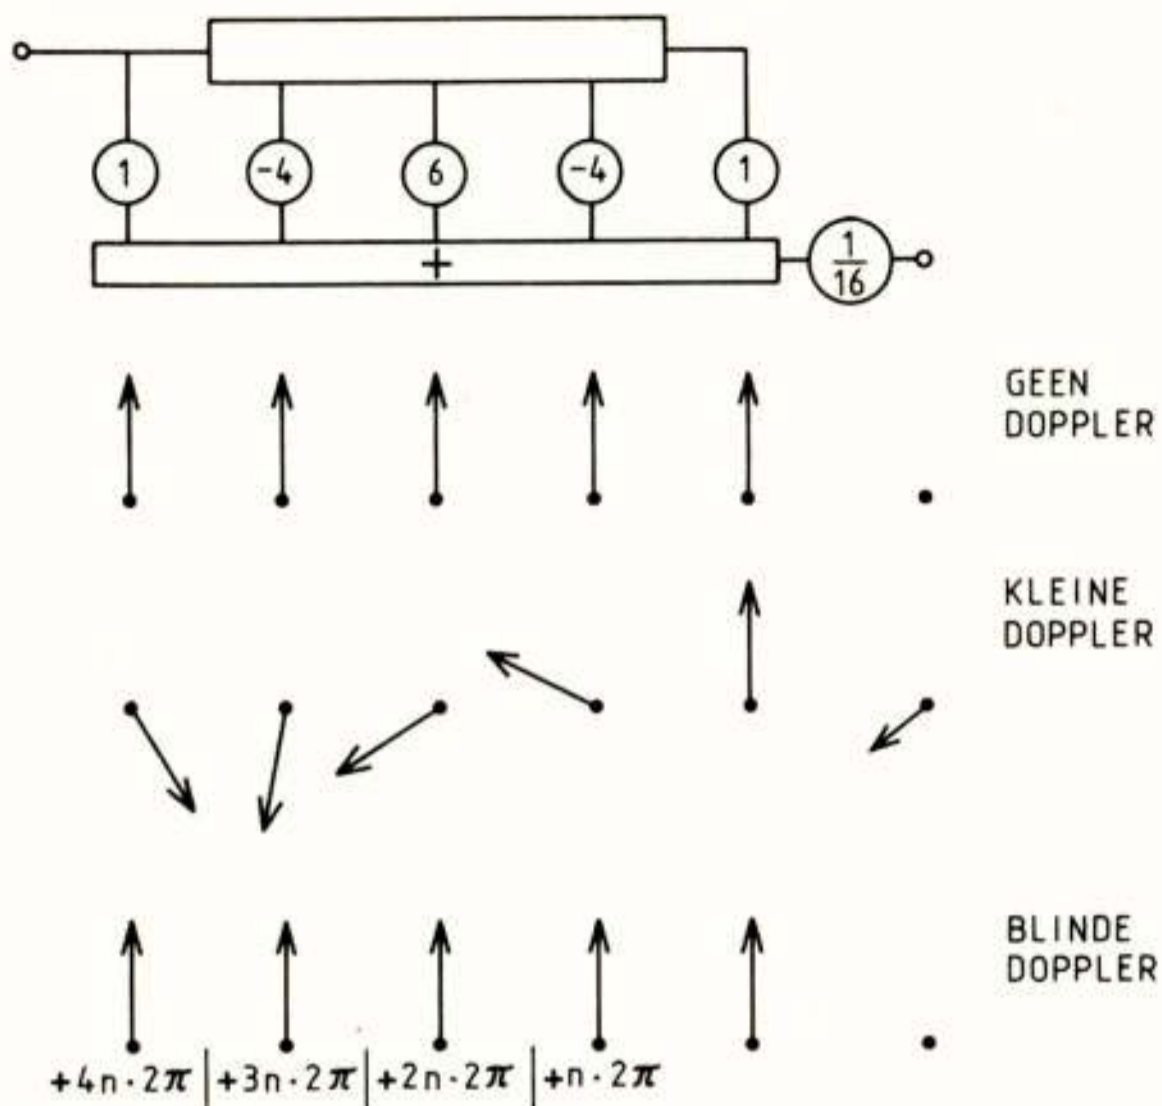 1 -4 6 -4 1
+
1
16
GEEN
DOPPLER
KLEINE
DOPPLER
BLINDE
DOPPLER
+4n·2π | +3n·2π | +2n·2π | +n·2π